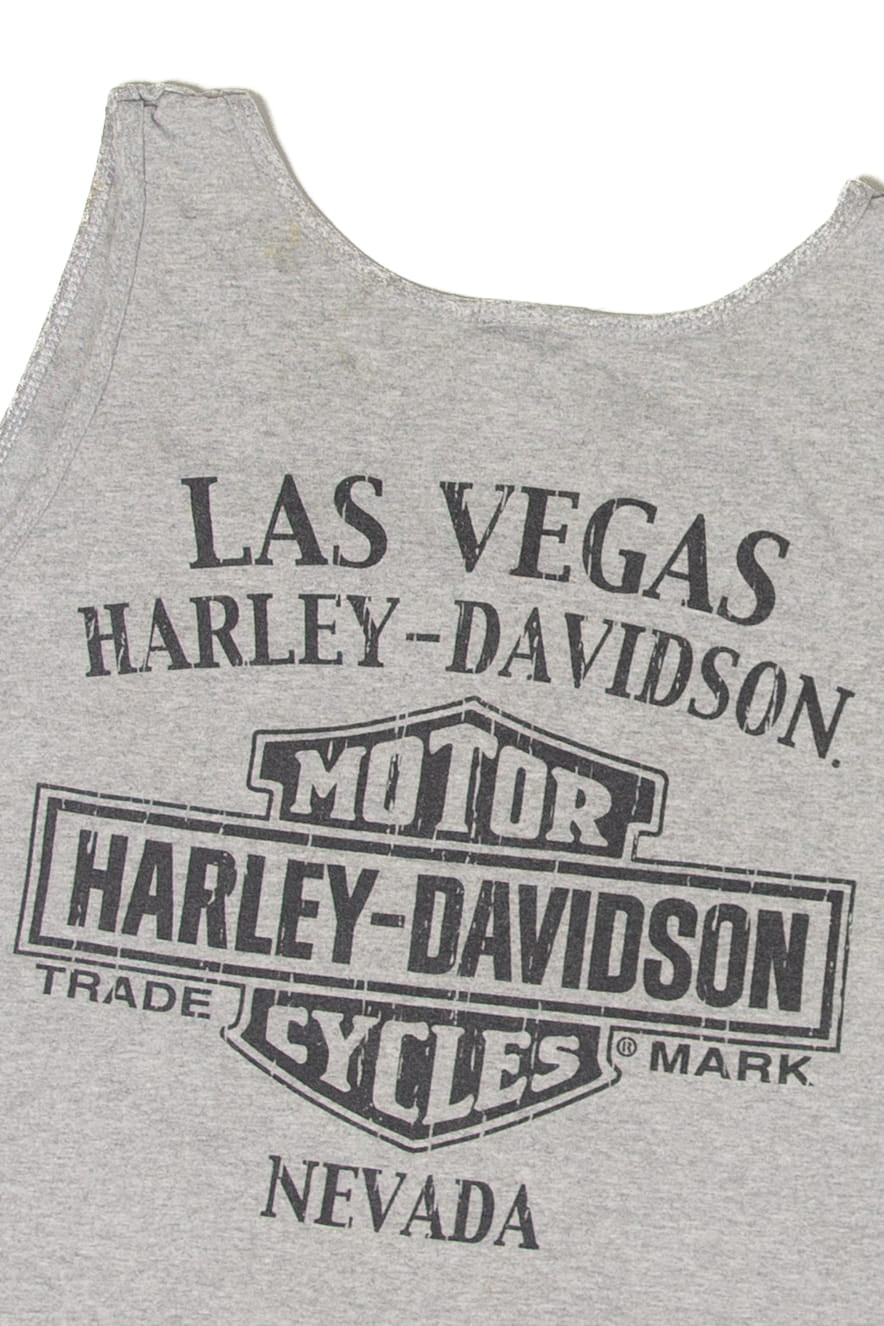 LAS VEGAS
HARLEY-DAVIDSON.
MOTOR
HARLEY-DAVIDSON
TRADE ® MARK
CYCLES
NEVADA